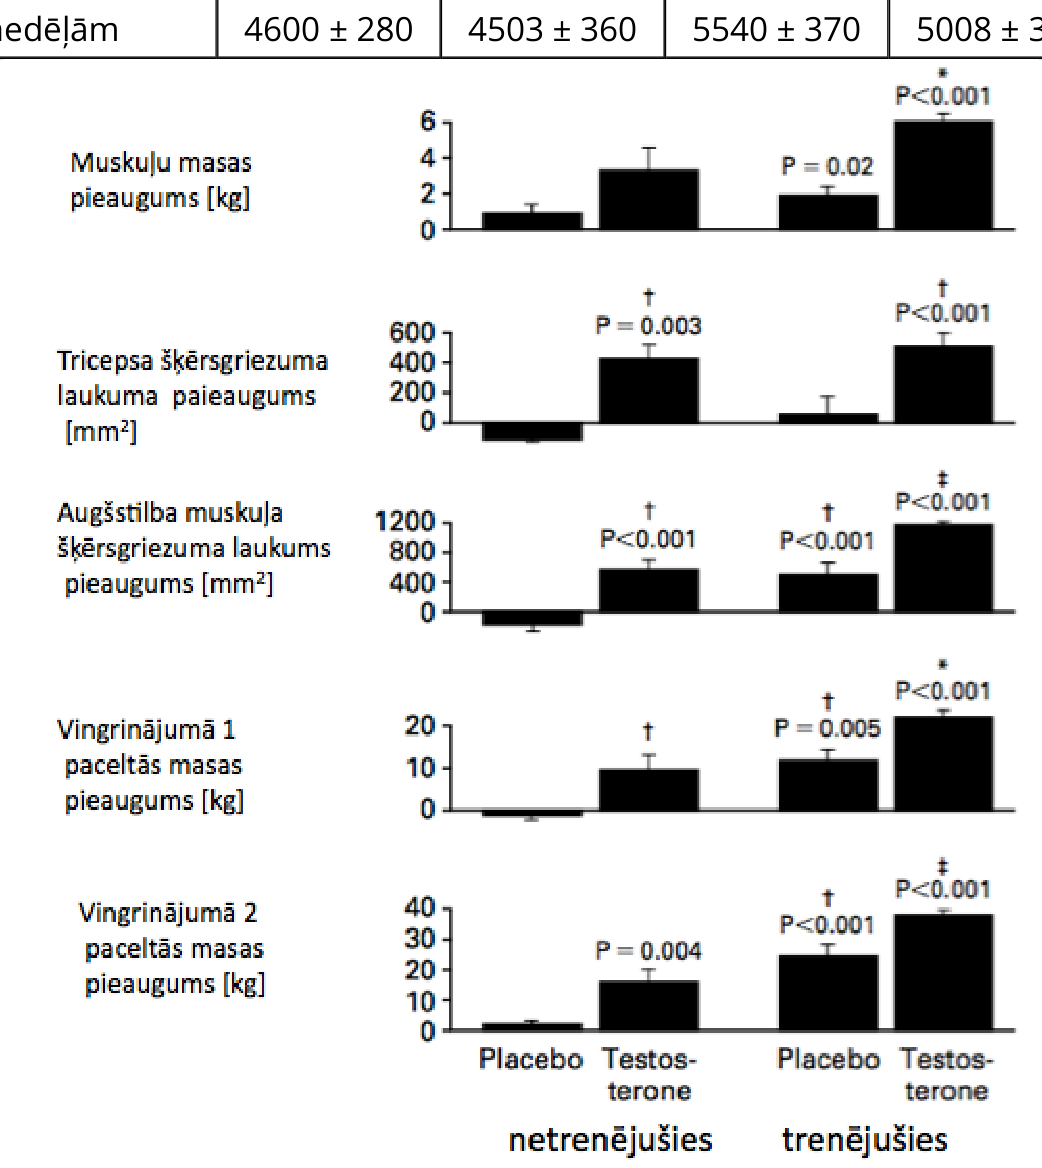 nedēļām 4600 ± 280 4503 ± 360 5540 ± 370 5008 ± 3
*
P<0.001
Muskuļu masas
pieaugums [kg]
6
4
2
0
P = 0.02
†
P = 0.003
†
P<0.001
Tricepsa šķērsgriezuma
laukuma paieaugums
[mm²]
600
400
200
0
Augšstilba muskuļa
šķērsgriezuma laukums
pieaugums [mm²]
1200
800
400
0
†
P<0.001
†
P<0.001
‡
P<0.001
Vingrinājumā 1
paceltās masas
pieaugums [kg]
20
10
0
†
†
P = 0.005
*
P<0.001
Vingrinājumā 2
paceltās masas
pieaugums [kg]
40
30
20
10
0
P = 0.004
†
P<0.001
‡
P<0.001
Placebo Testos- Placebo Testos-
terone terone
netrenējušies trenējušies